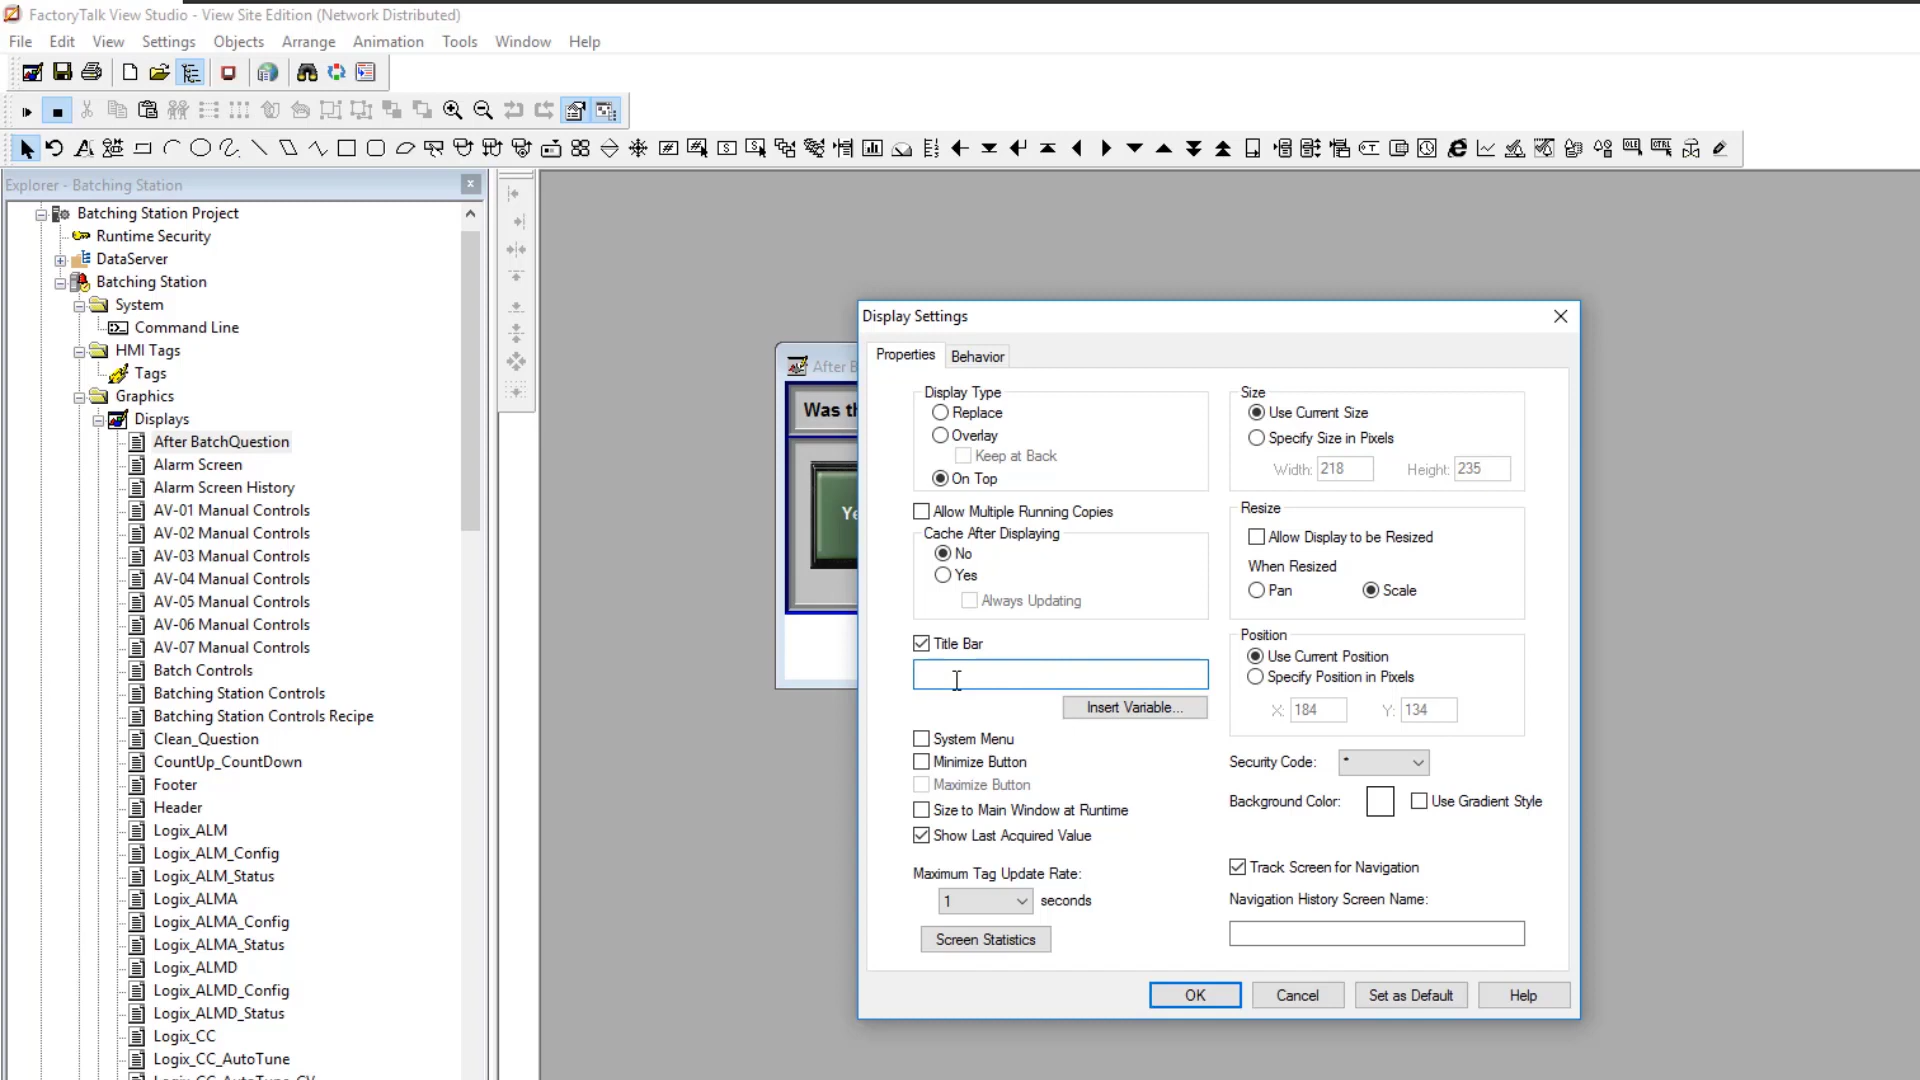 FactoryTalk View Studio - View Site Edition (Network Distributed)
File Edit View Settings Objects Arrange Animation Tools Window Help
Explorer - Batching Station
Batching Station Project
Runtime Security
DataServer
Batching Station
System
Command Line
HMI Tags
Tags
Graphics
Displays
After BatchQuestion
Alarm Screen
Alarm Screen History
AV-01 Manual Controls
AV-02 Manual Controls
AV-03 Manual Controls
AV-04 Manual Controls
AV-05 Manual Controls
AV-06 Manual Controls
AV-07 Manual Controls
Batch Controls
Batching Station Controls
Batching Station Controls Recipe
Clean_Question
CountUp_CountDown
Footer
Header
Logix_ALM
Logix_ALM_Config
Logix_ALM_Status
Logix_ALMA
Logix_ALMA_Config
Logix_ALMA_Status
Logix_ALMD
Logix_ALMD_Config
Logix_ALMD_Status
Logix_CC
Logix_CC_AutoTune
After B
Was th
Ye
Display Settings
Properties Behavior
Display Type
Replace
Overlay
Keep at Back
On Top
Allow Multiple Running Copies
Cache After Displaying
No
Yes
Always Updating
Title Bar
Insert Variable...
System Menu
Minimize Button
Maximize Button
Size to Main Window at Runtime
Show Last Acquired Value
Maximum Tag Update Rate:
1 seconds
Screen Statistics
Size
Use Current Size
Specify Size in Pixels
Width: 218 Height: 235
Resize
Allow Display to be Resized
When Resized
Pan Scale
Position
Use Current Position
Specify Position in Pixels
X: 184 Y: 134
Security Code: *
Background Color: Use Gradient Style
Track Screen for Navigation
Navigation History Screen Name:
OK Cancel Set as Default Help